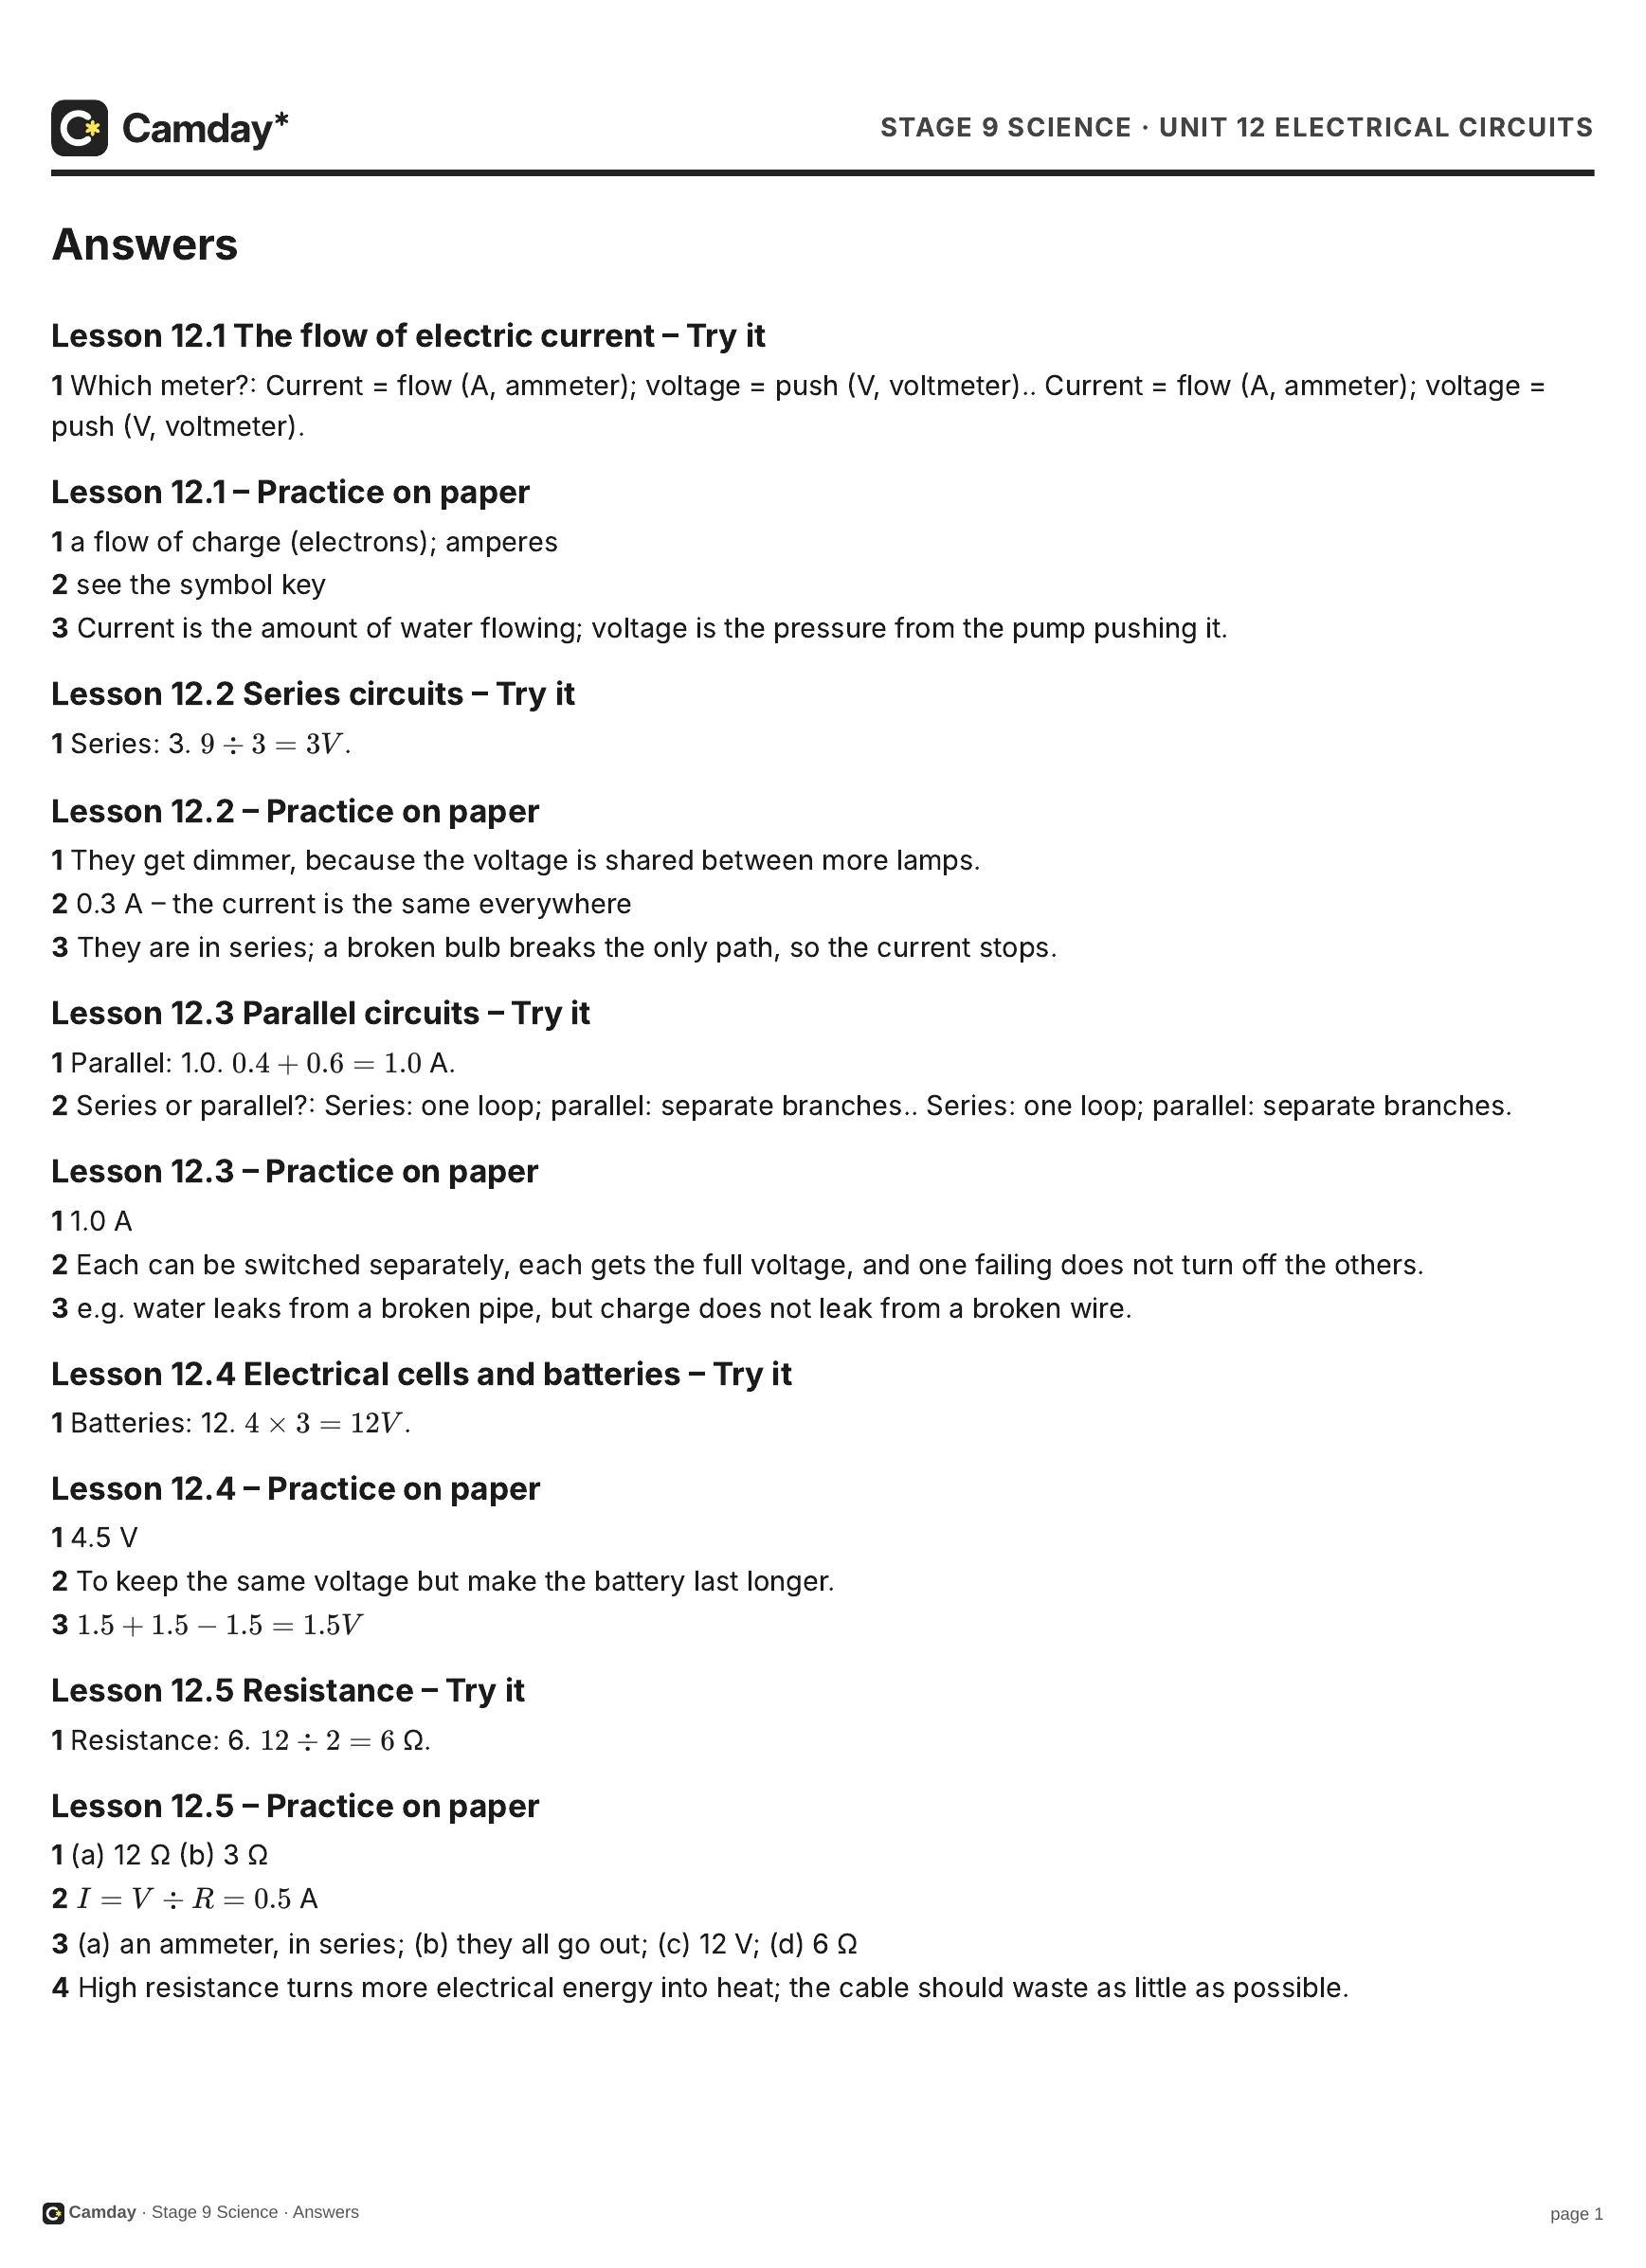 Camday*
STAGE 9 SCIENCE · UNIT 12 ELECTRICAL CIRCUITS
Answers
Lesson 12.1 The flow of electric current – Try it
1 Which meter?: Current = flow (A, ammeter); voltage = push (V, voltmeter).. Current = flow (A, ammeter); voltage =
push (V, voltmeter).
Lesson 12.1 – Practice on paper
1 a flow of charge (electrons); amperes
2 see the symbol key
3 Current is the amount of water flowing; voltage is the pressure from the pump pushing it.
Lesson 12.2 Series circuits – Try it
1 Series: 3. 9 ÷ 3 = 3V.
Lesson 12.2 – Practice on paper
1 They get dimmer, because the voltage is shared between more lamps.
2 0.3 A – the current is the same everywhere
3 They are in series; a broken bulb breaks the only path, so the current stops.
Lesson 12.3 Parallel circuits – Try it
1 Parallel: 1.0. 0.4 + 0.6 = 1.0 A.
2 Series or parallel?: Series: one loop; parallel: separate branches.. Series: one loop; parallel: separate branches.
Lesson 12.3 – Practice on paper
1 1.0 A
2 Each can be switched separately, each gets the full voltage, and one failing does not turn off the others.
3 e.g. water leaks from a broken pipe, but charge does not leak from a broken wire.
Lesson 12.4 Electrical cells and batteries – Try it
1 Batteries: 12. 4 × 3 = 12V.
Lesson 12.4 – Practice on paper
1 4.5 V
2 To keep the same voltage but make the battery last longer.
3 1.5 + 1.5 − 1.5 = 1.5V
Lesson 12.5 Resistance – Try it
1 Resistance: 6. 12 ÷ 2 = 6 Ω.
Lesson 12.5 – Practice on paper
1 (a) 12 Ω (b) 3 Ω
2 I = V ÷ R = 0.5 A
3 (a) an ammeter, in series; (b) they all go out; (c) 12 V; (d) 6 Ω
4 High resistance turns more electrical energy into heat; the cable should waste as little as possible.
Camday · Stage 9 Science · Answers
page 1